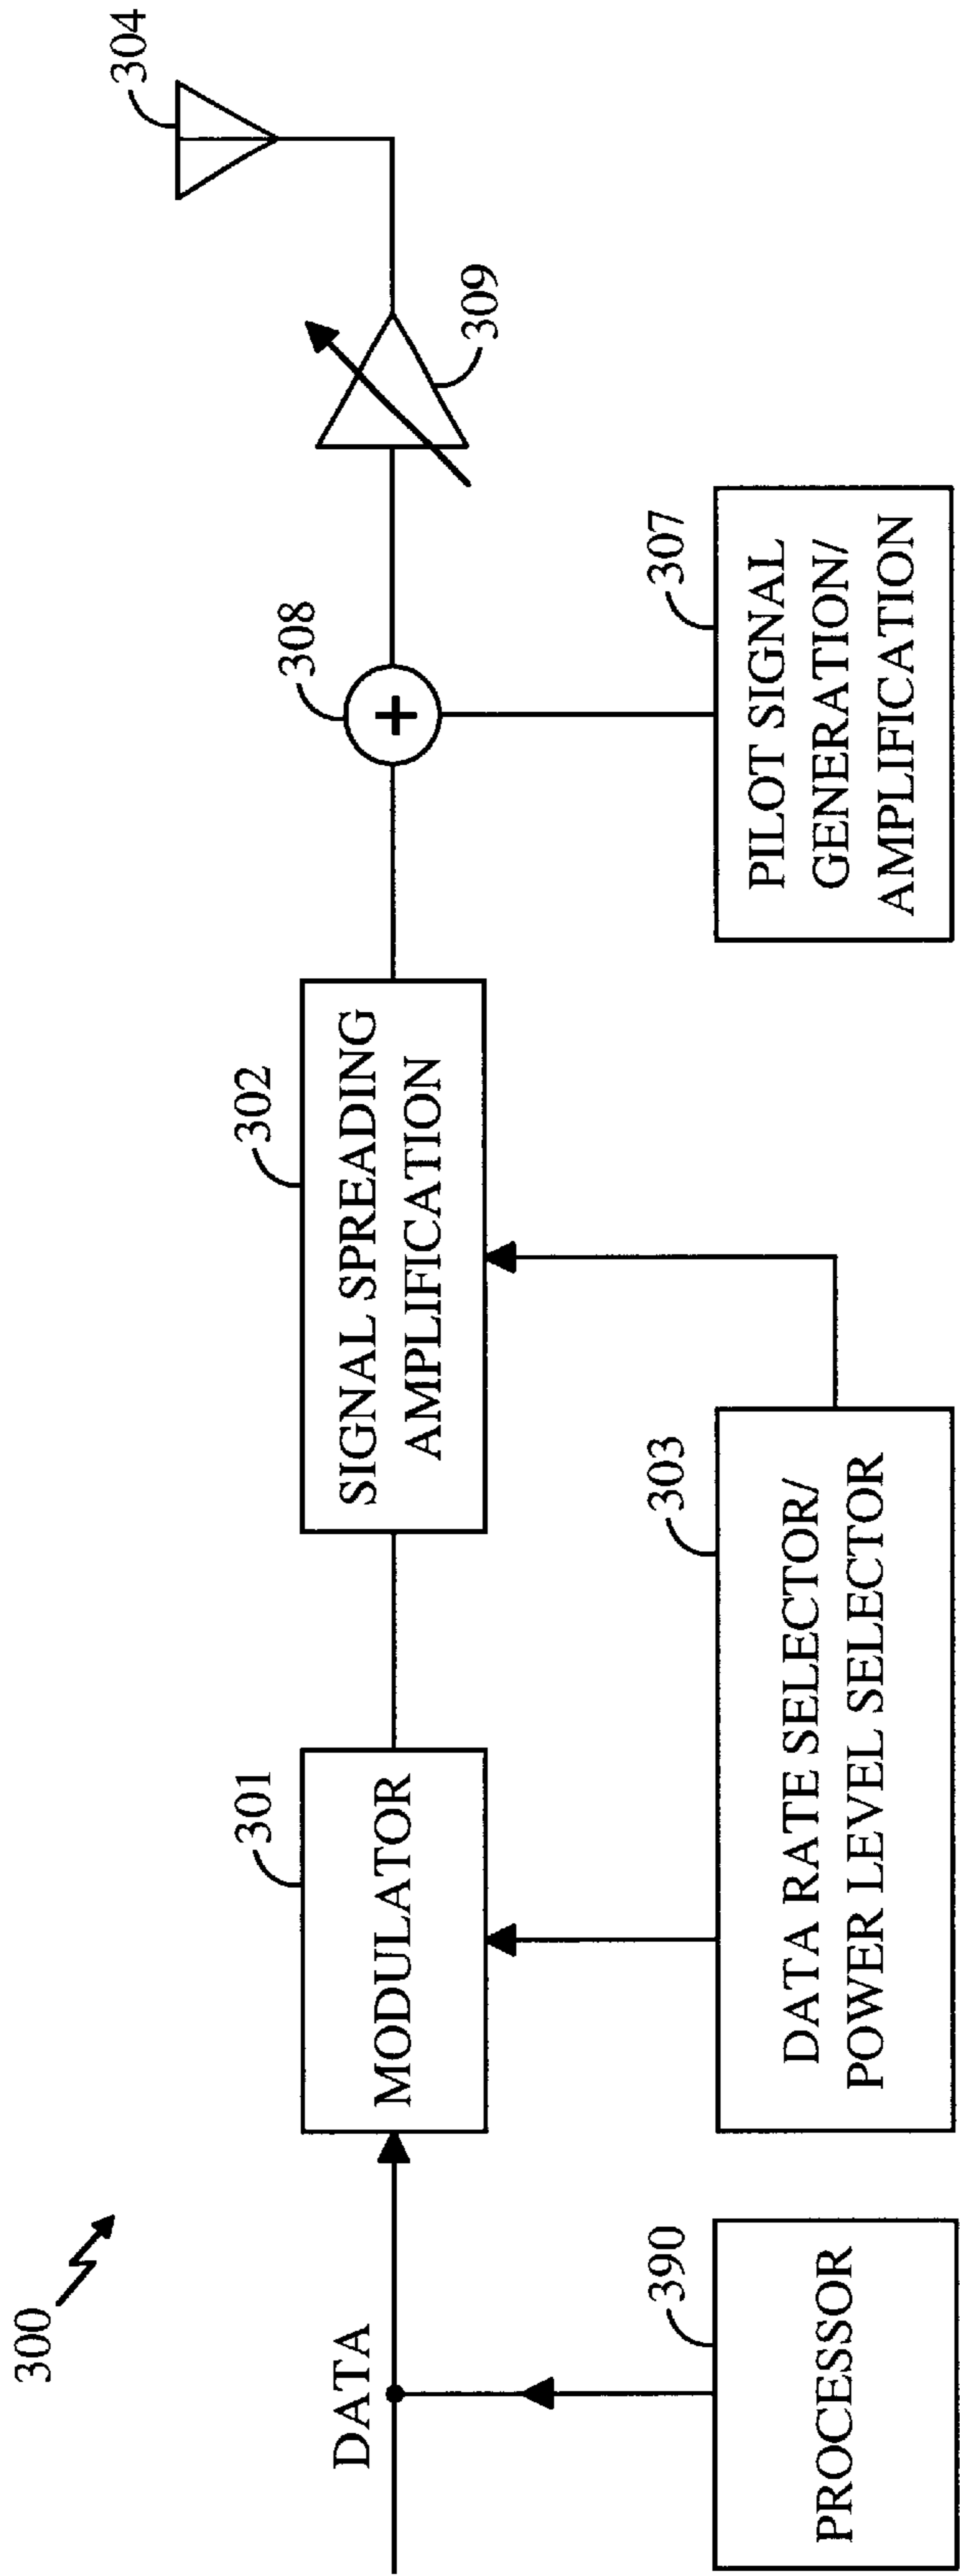 300
DATA
301
MODULATOR
302
SIGNAL SPREADING
AMPLIFICATION
308
+
309
304
390
PROCESSOR
303
DATA RATE SELECTOR/
POWER LEVEL SELECTOR
307
PILOT SIGNAL
GENERATION/
AMPLIFICATION